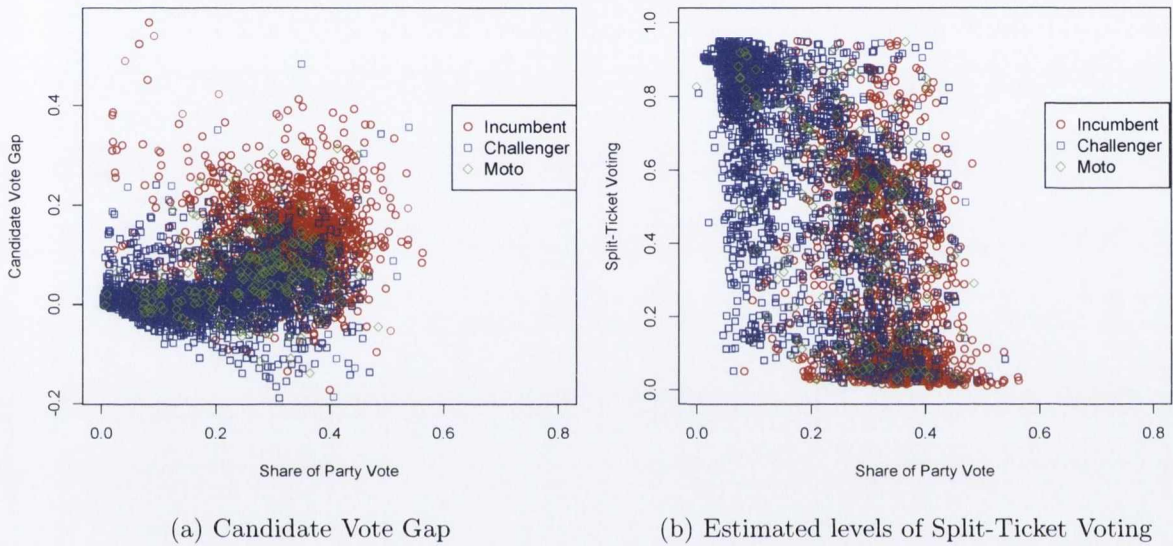 Candidate Vote Gap
0.4
0.2
0.0
-0.2
0.0
0.2
0.4
0.6
0.8
Share of Party Vote
Incumbent
Challenger
Moto
(a) Candidate Vote Gap
Split-Ticket Voting
1.0
0.8
0.6
0.4
0.2
0.0
0.0
0.2
0.4
0.6
0.8
Share of Party Vote
Incumbent
Challenger
Moto
(b) Estimated levels of Split-Ticket Voting